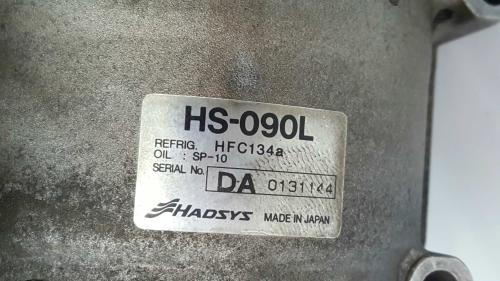 HS-090L
REFRIG. HFC134a
OIL : SP-10
SERIAL No. DA 0131144
HADSYS MADE IN JAPAN